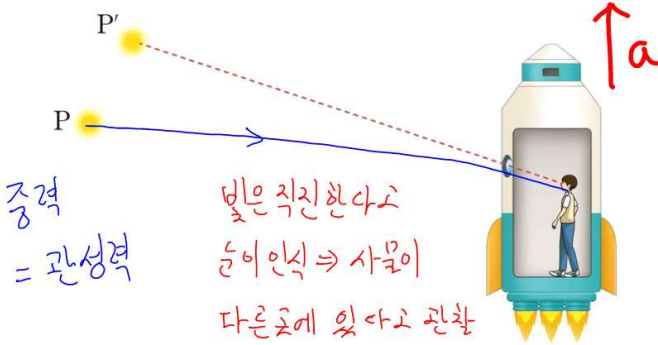 P′
a
P
중력
= 관성력
빛은 직진한다고
눈이 인식 ⇒ 사물이
다른곳에 있다고 관찰